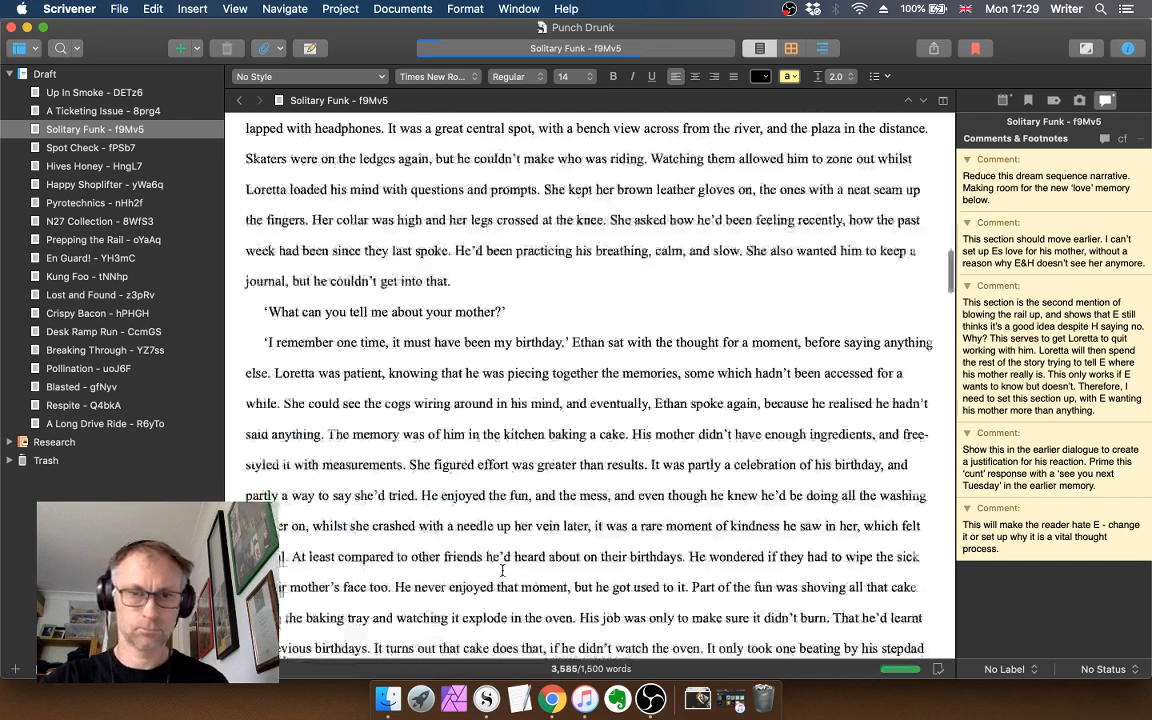 Scrivener File Edit Insert View Navigate Project Documents Format Window Help 100% Mon 17:29 Writer
Punch Drunk
Solitary Funk - f9Mv5
No Style Times New Ro... Regular 14 B I U a 2.0
Draft
Up In Smoke - DETz6
A Ticketing Issue - 8prg4
Solitary Funk - f9Mv5
Spot Check - fPSb7
Hives Honey - HngL7
Happy Shoplifter - yWa6q
Pyrotechnics - nHh2f
N27 Collection - 8WfS3
Prepping the Rail - oYaAq
En Guard! - YH3mC
Kung Foo - tNNhp
Lost and Found - z3pRv
Crispy Bacon - hPHGH
Desk Ramp Run - CcmGS
Breaking Through - YZ7ss
Pollination - uoJ6F
Blasted - gfNyv
Respite - Q4bkA
A Long Drive Ride - R6yTo
Research
Trash
Solitary Funk - f9Mv5
lapped with headphones. It was a great central spot, with a bench view across from the river, and the plaza in the distance.
Skaters were on the ledges again, but he couldn't make who was riding. Watching them allowed him to zone out whilst
Loretta loaded his mind with questions and prompts. She kept her brown leather gloves on, the ones with a neat seam up
the fingers. Her collar was high and her legs crossed at the knee. She asked how he'd been feeling recently, how the past
week had been since they last spoke. He'd been practicing his breathing, calm, and slow. She also wanted him to keep a
journal, but he couldn't get into that.
'What can you tell me about your mother?'
'I remember one time, it must have been my birthday.' Ethan sat with the thought for a moment, before saying anything
else. Loretta was patient, knowing that he was piecing together the memories, some which hadn't been accessed for a
while. She could see the cogs wiring around in his mind, and eventually, Ethan spoke again, because he realised he hadn't
said anything. The memory was of him in the kitchen baking a cake. His mother didn't have enough ingredients, and free-
styled it with measurements. She figured effort was greater than results. It was partly a celebration of his birthday, and
partly a way to say she'd tried. He enjoyed the fun, and the mess, and even though he knew he'd be doing all the washing
on, whilst she crashed with a needle up her vein later, it was a rare moment of kindness he saw in her, which felt
At least compared to other friends he'd heard about on their birthdays. He wondered if they had to wipe the sick
mother's face too. He never enjoyed that moment, but he got used to it. Part of the fun was shoving all that cake
the baking tray and watching it explode in the oven. His job was only to make sure it didn't burn. That he'd learnt
birthdays. It turns out that cake does that, if he didn't watch the oven. It only took one beating by his stepdad
3,585/1,500 words
Solitary Funk - f9Mv5
Comments & Footnotes cf
Comment:
Reduce this dream sequence narrative.
Making room for the new 'love' memory
below.
Comment:
This section should move earlier. I can't
set up Es love for his mother, without a
reason why E&H doesn't see her anymore.
Comment:
This section is the second mention of
blowing the rail up, and shows that E still
thinks it's a good idea despite H saying no.
Why? This serves to get Loretta to quit
working with him. Loretta will then spend
the rest of the story trying to tell E where
his mother really is. This only works if E
wants to know but doesn't. Therefore, I
need to set this section up, with E wanting
his mother more than anything.
Comment:
Show this in the earlier dialogue to create
a justification for his reaction. Prime this
'cunt' response with a 'see you next
Tuesday' in the earlier memory.
Comment:
This will make the reader hate E - change
it or set up why it is a vital thought
process.
No Label No Status